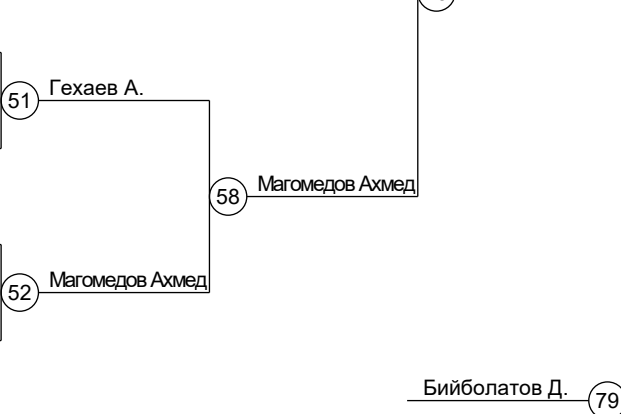 51 Гехаев А.
58 Магомедов Ахмед
52 Магомедов Ахмед
Бийболатов Д. 79